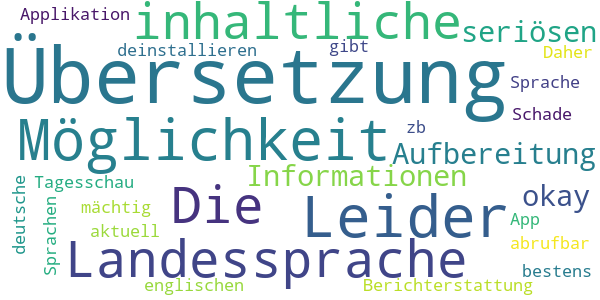 Applikation
inhaltliche
seriösen
deinstallieren
gibt
Daher
Übersetzung
Sprache
Schade
Möglichkeit
zb
Aufbereitung
Informationen
Tagesschau
deutsche
Sprachen
mächtig
Die
Leider
okay
aktuell
App
abrufbar
Landessprache
bestens
englischen
Berichterstattung